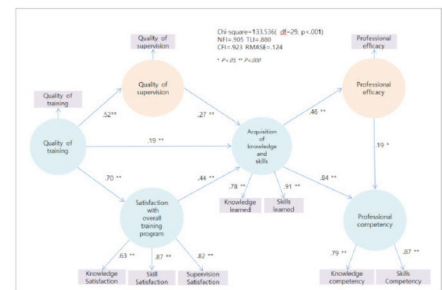 Chi-square=133.536( df=29, p<.001)
NFI=.905 TLI=.880
CFI=.923 RMASE=.124
* P<.05 ** P<.001
Quality of
supervision
Professional
efficacy
Quality of
training
Quality of
supervision
Professional
efficacy
.52**
.27 **
.46 **
Quality of
training
.19 **
Acquisition
of
knowledge
and
skills
.19 *
.70 **
.44 **
.84 **
.78 **
.91 **
Satisfaction
with
overall
training
program
Knowledge
learned
Skills
learned
Professional
competency
.63 **
.87 **
.82 **
.79 **
.87 **
Knowledge
Satisfaction
Skill
Satisfaction
Supervision
Satisfaction
Knowledge
competency
Skills
Competency